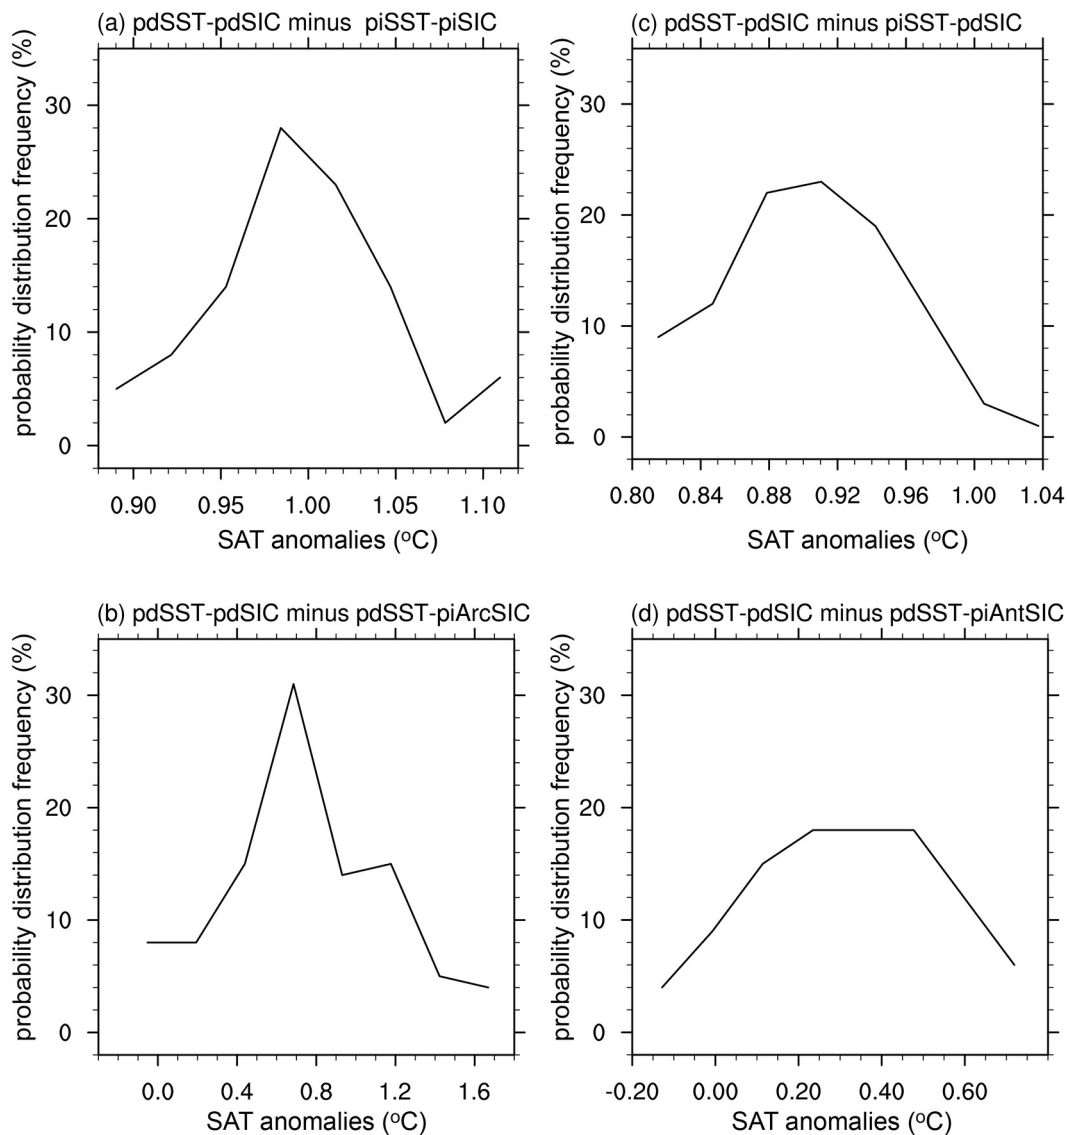 (a) pdSST-pdSIC minus piSST-piSIC
probability distribution frequency (%)
30
20
10
0
0.90 0.95 1.00 1.05 1.10
SAT anomalies (°C)
(c) pdSST-pdSIC minus piSST-pdSIC
probability distribution frequency (%)
30
20
10
0
0.80 0.84 0.88 0.92 0.96 1.00 1.04
SAT anomalies (°C)
(b) pdSST-pdSIC minus pdSST-piArcSIC
probability distribution frequency (%)
30
20
10
0
0.0 0.4 0.8 1.2 1.6
SAT anomalies (°C)
(d) pdSST-pdSIC minus pdSST-piAntSIC
probability distribution frequency (%)
30
20
10
0
-0.20 0.00 0.20 0.40 0.60
SAT anomalies (°C)